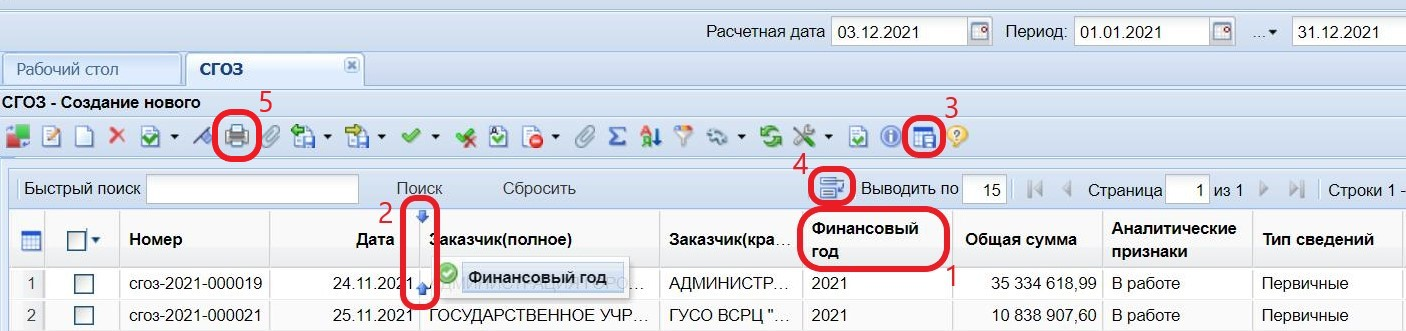 Расчетная дата 03.12.2021 Период: 01.01.2021 ... 31.12.2021
Рабочий стол СГОЗ
СГОЗ - Создание нового 5
3
4
Быстрый поиск Поиск Сбросить Выводить по 15 Страница 1 из 1 Строки 1 -
2
Номер Дата Заказчик(полное) Заказчик(кра... Финансовый год Общая сумма Аналитические признаки Тип сведений
1
Финансовый год
1 сгоз-2021-000019 24.11.2021 АДМИНИСТР... 2021 35 334 618,99 В работе Первичные
2 сгоз-2021-000021 25.11.2021 ГОСУДАРСТВЕННОЕ УЧР... ГУСО ВСРЦ "... 2021 10 838 907,60 В работе Первичные